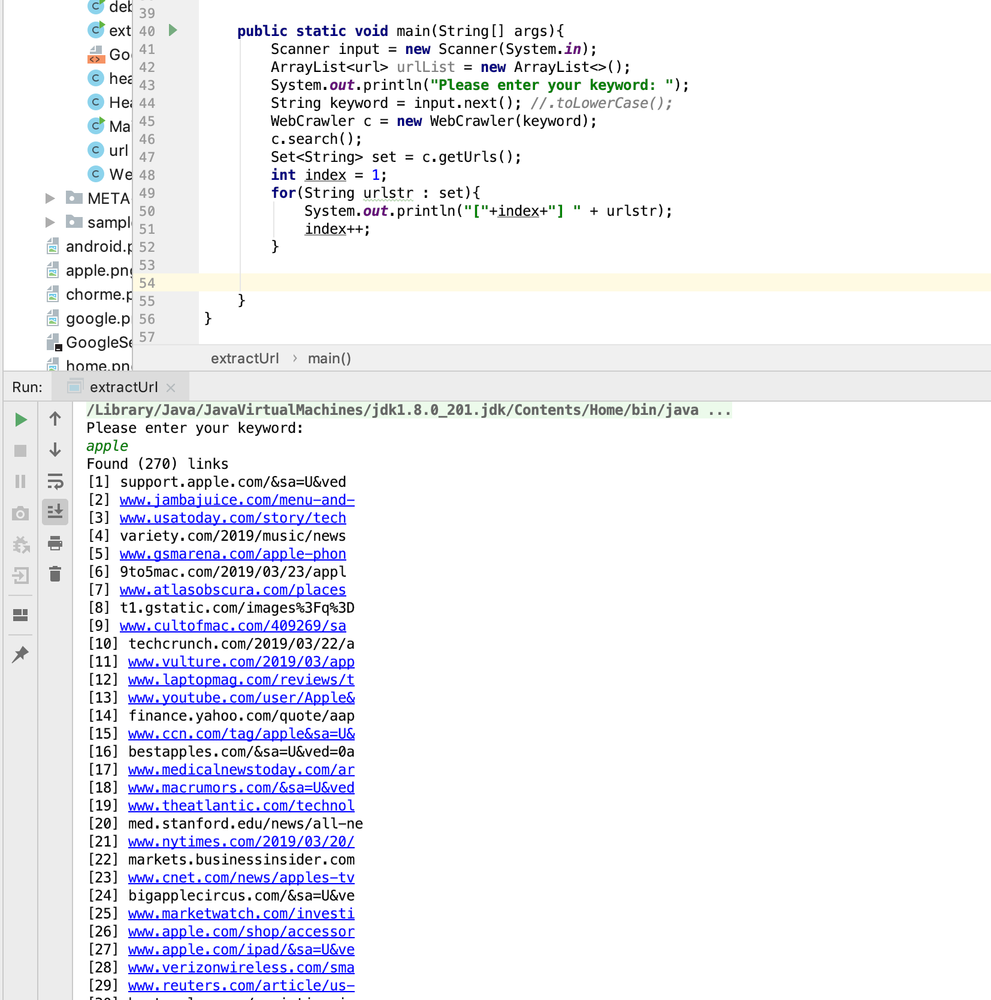 deb
ext
Go
hea
Hea
Mai
url
We
META
sampl
android.p
apple.png
chorme.p
google.p
GoogleSe
home.png
39
40 public static void main(String[] args){
41 Scanner input = new Scanner(System.in);
42 ArrayList<url> urlList = new ArrayList<>();
43 System.out.println("Please enter your keyword: ");
44 String keyword = input.next(); //.toLowerCase();
45 WebCrawler c = new WebCrawler(keyword);
46 c.search();
47 Set<String> set = c.getUrls();
48 int index = 1;
49 for(String urlstr : set){
50 System.out.println("["+index+"] " + urlstr);
51 index++;
52 }
53
54
55 }
56 }
57
extractUrl › main()
Run: extractUrl
/Library/Java/JavaVirtualMachines/jdk1.8.0_201.jdk/Contents/Home/bin/java ...
Please enter your keyword:
apple
Found (270) links
[1] support.apple.com/&sa=U&ved
[2] www.jambajuice.com/menu-and-
[3] www.usatoday.com/story/tech
[4] variety.com/2019/music/news
[5] www.gsmarena.com/apple-phon
[6] 9to5mac.com/2019/03/23/appl
[7] www.atlasobscura.com/places
[8] t1.gstatic.com/images%3Fq%3D
[9] www.cultofmac.com/409269/sa
[10] techcrunch.com/2019/03/22/a
[11] www.vulture.com/2019/03/app
[12] www.laptopmag.com/reviews/t
[13] www.youtube.com/user/Apple&
[14] finance.yahoo.com/quote/aap
[15] www.ccn.com/tag/apple&sa=U&
[16] bestapples.com/&sa=U&ved=0a
[17] www.medicalnewstoday.com/ar
[18] www.macrumors.com/&sa=U&ved
[19] www.theatlantic.com/technol
[20] med.stanford.edu/news/all-ne
[21] www.nytimes.com/2019/03/20/
[22] markets.businessinsider.com
[23] www.cnet.com/news/apples-tv
[24] bigapplecircus.com/&sa=U&ve
[25] www.marketwatch.com/investi
[26] www.apple.com/shop/accessor
[27] www.apple.com/ipad/&sa=U&ve
[28] www.verizonwireless.com/sma
[29] www.reuters.com/article/us-